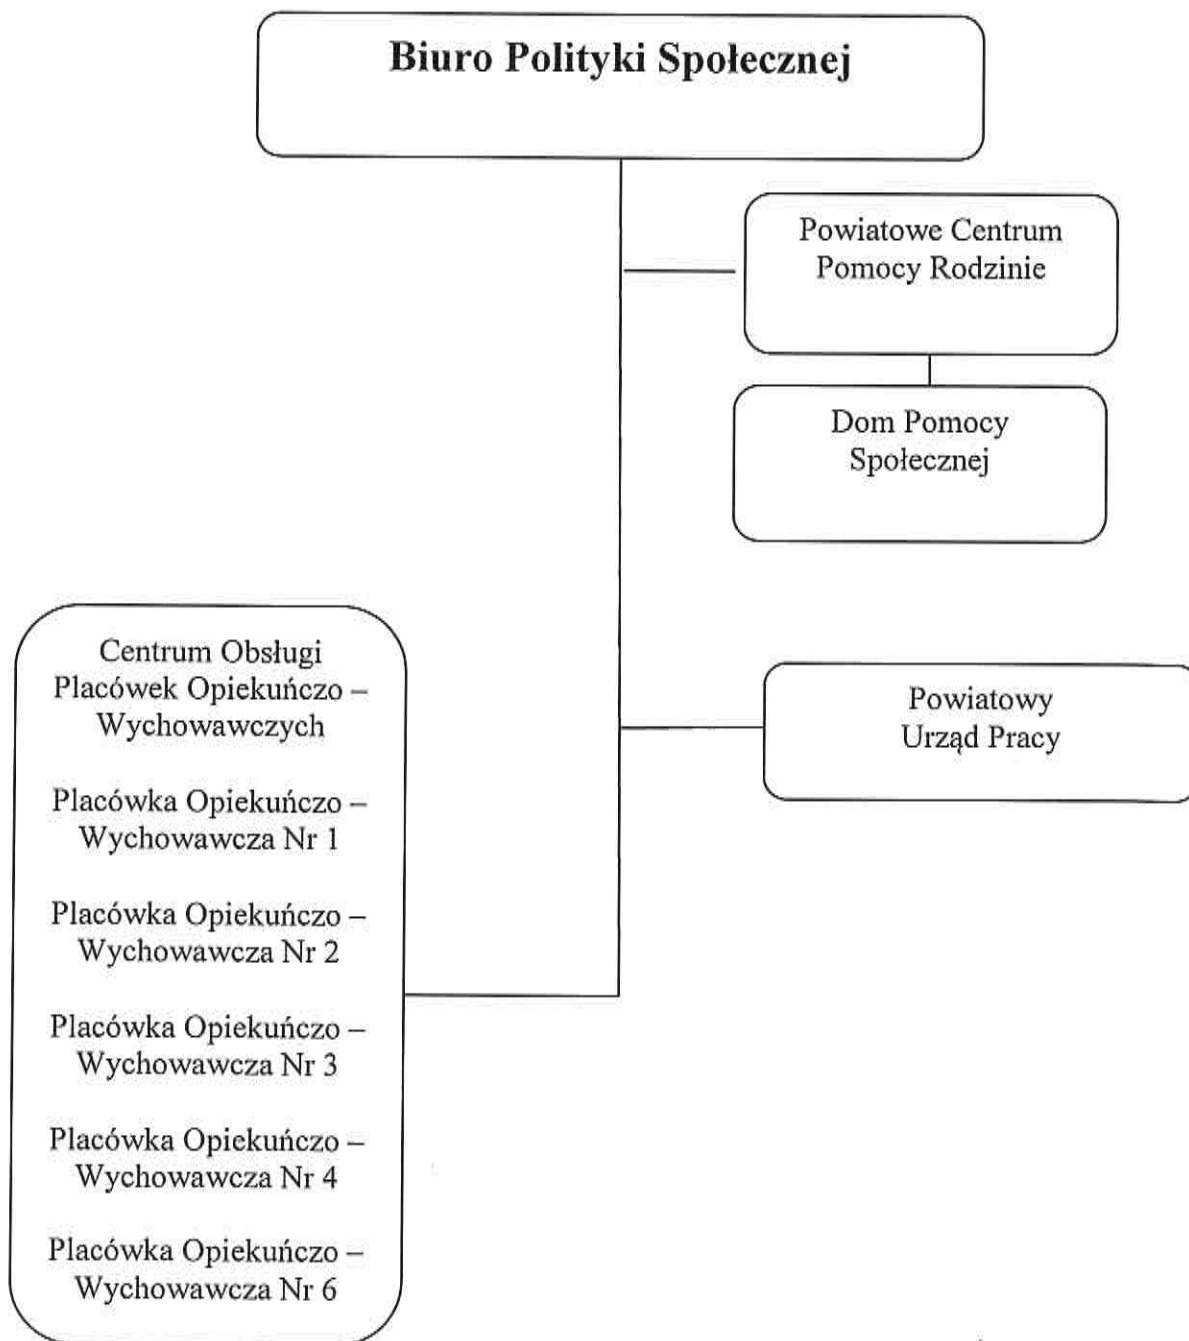 Biuro Polityki Społecznej
Powiatowe Centrum
Pomocy Rodzinie
Dom Pomocy
Społecznej
Centrum Obsługi
Placówek Opiekuńczo –
Wychowawczych
Placówka Opiekuńczo –
Wychowawcza Nr 1
Placówka Opiekuńczo –
Wychowawcza Nr 2
Placówka Opiekuńczo –
Wychowawcza Nr 3
Placówka Opiekuńczo –
Wychowawcza Nr 4
Placówka Opiekuńczo –
Wychowawcza Nr 6
Powiatowy
Urząd Pracy